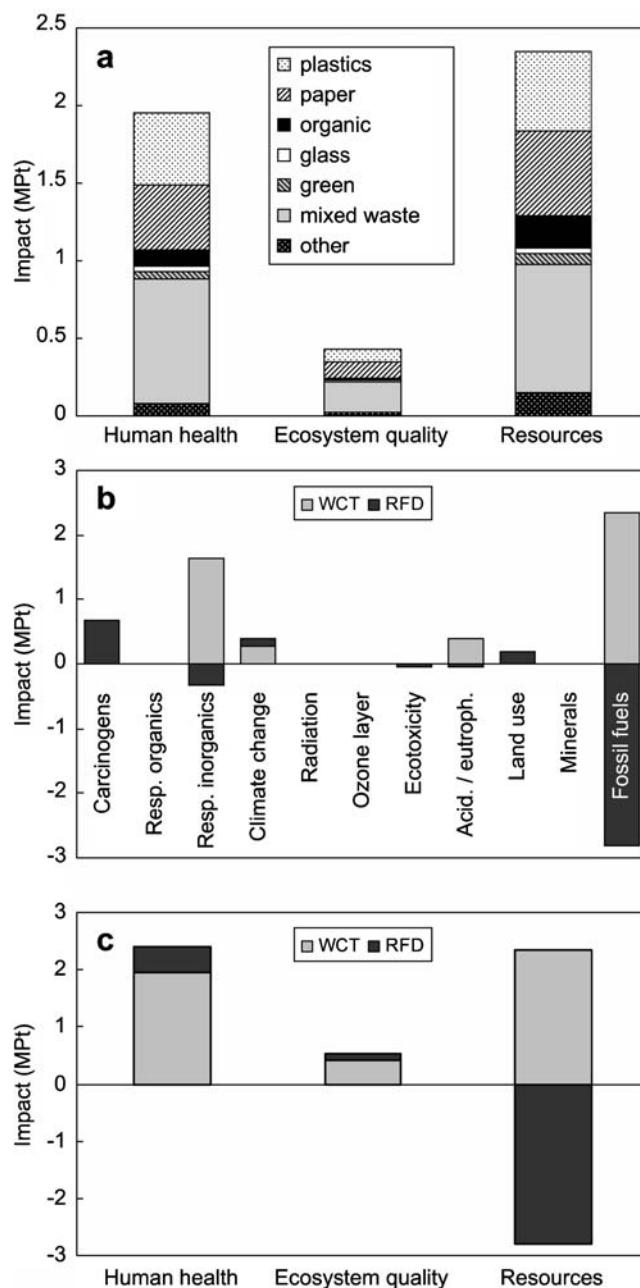 2.5
2
1.5
1
0.5
0
Impact (MPt)
a
plastics
paper
organic
glass
green
mixed waste
other
Human health
Ecosystem quality
Resources
3
2
1
0
-1
-2
-3
Impact (MPt)
b
WCT RFD
Carcinogens
Resp. organics
Resp. inorganics
Climate change
Radiation
Ozone layer
Ecotoxicity
Acid. / eutroph.
Land use
Minerals
Fossil fuels
3
2
1
0
-1
-2
-3
Impact (MPt)
c
WCT RFD
Human health
Ecosystem quality
Resources